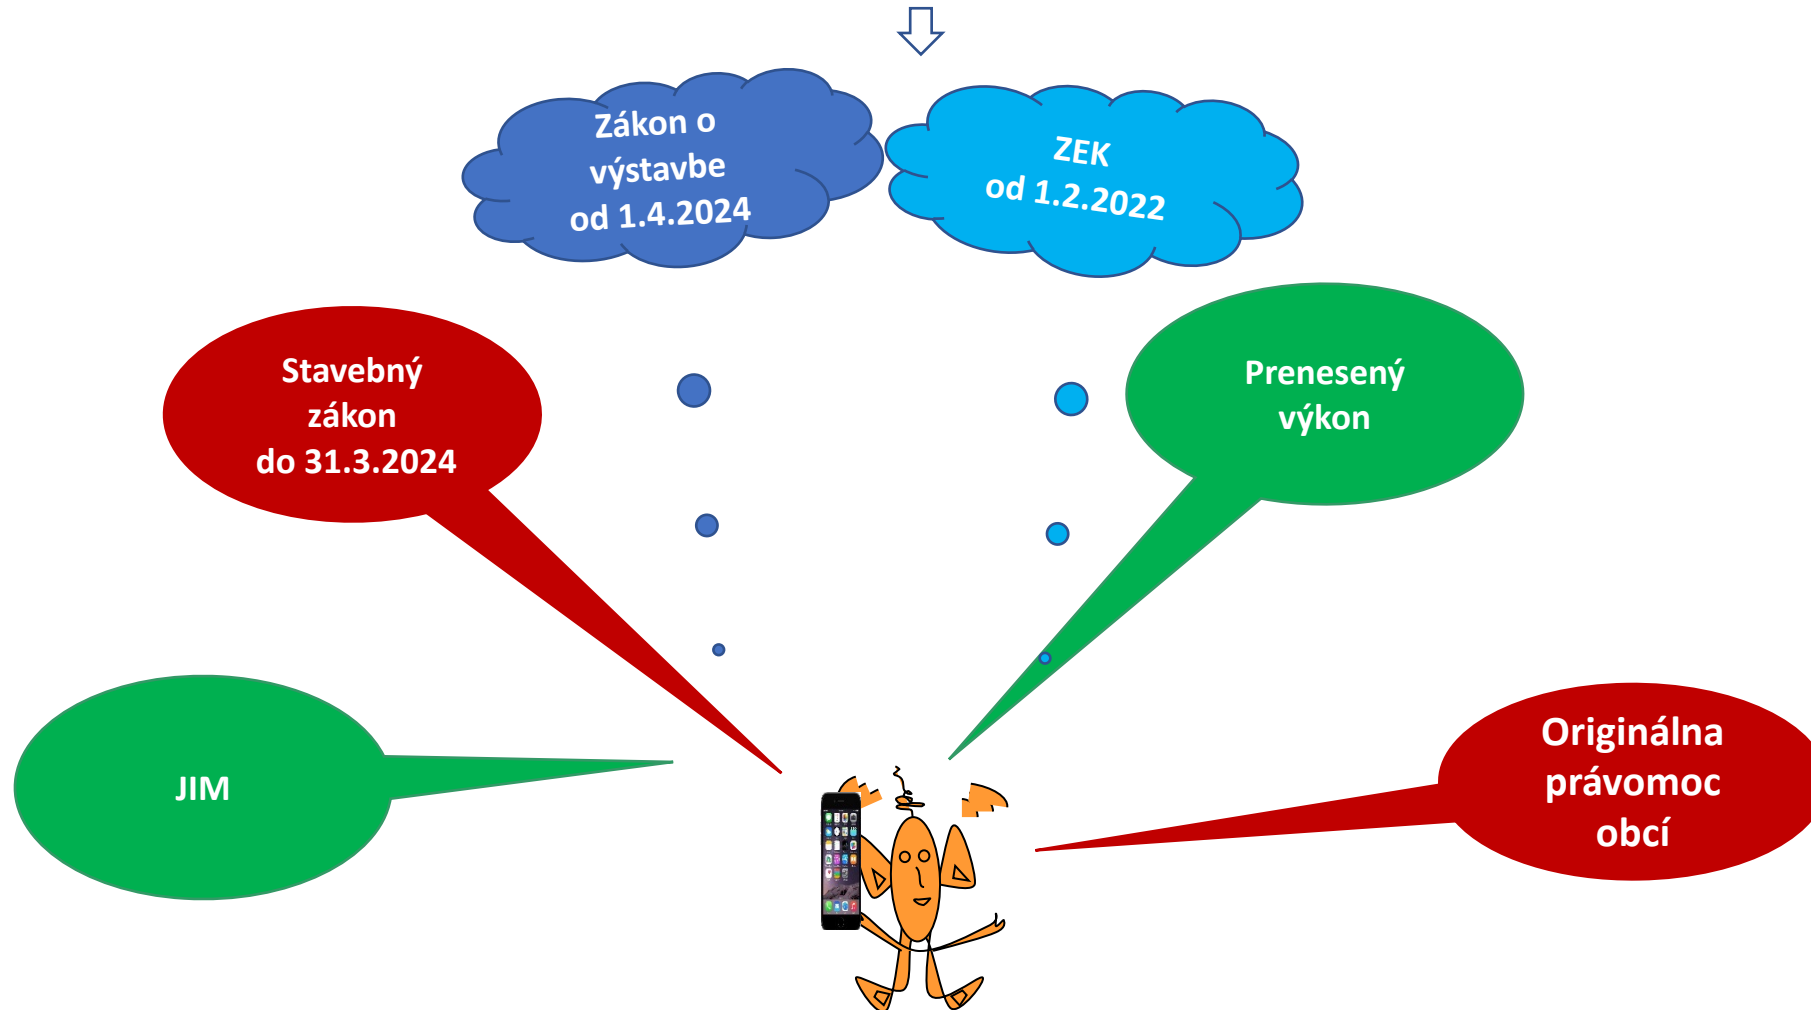 Zákon o
výstavbe
od 1.4.2024
ZEK
od 1.2.2022
Stavebný
zákon
do 31.3.2024
Prenesený
výkon
JIM
Originálna
právomoc
obcí